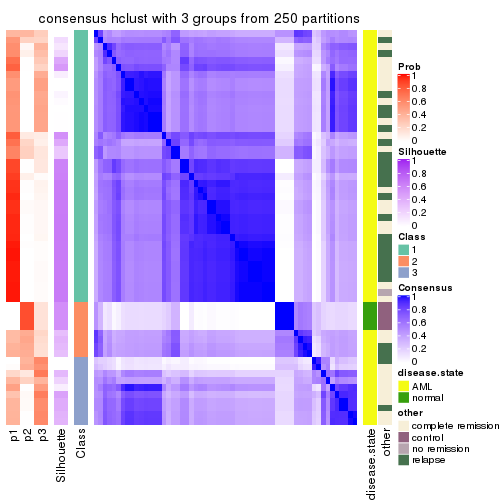 consensus hclust with 3 groups from 250 partitions
Prob
1
0.8
0.6
0.4
0.2
0
Silhouette
1
0.8
0.6
0.4
0.2
0
Class
1
2
3
Consensus
1
0.8
0.6
0.4
0.2
0
disease.state
AML
normal
other
complete remission
control
no remission
relapse
p1
p2
p3
Silhouette
Class
disease.state
other